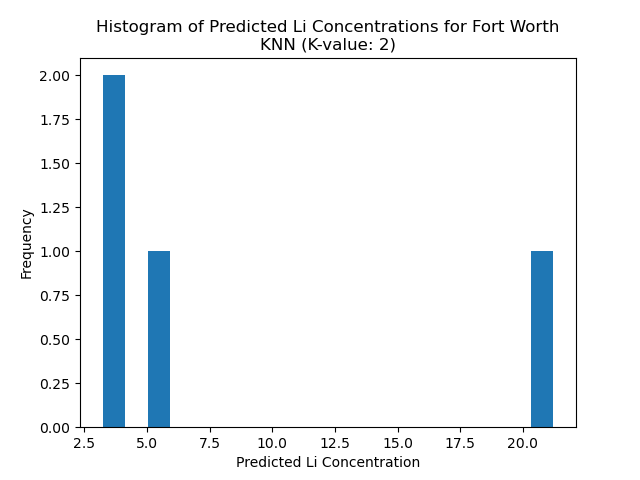 Histogram of Predicted Li Concentrations for Fort Worth
KNN (K-value: 2)
2.00
1.75
1.50
1.25
1.00
0.75
0.50
0.25
0.00
Frequency
2.5 5.0 7.5 10.0 12.5 15.0 17.5 20.0
Predicted Li Concentration